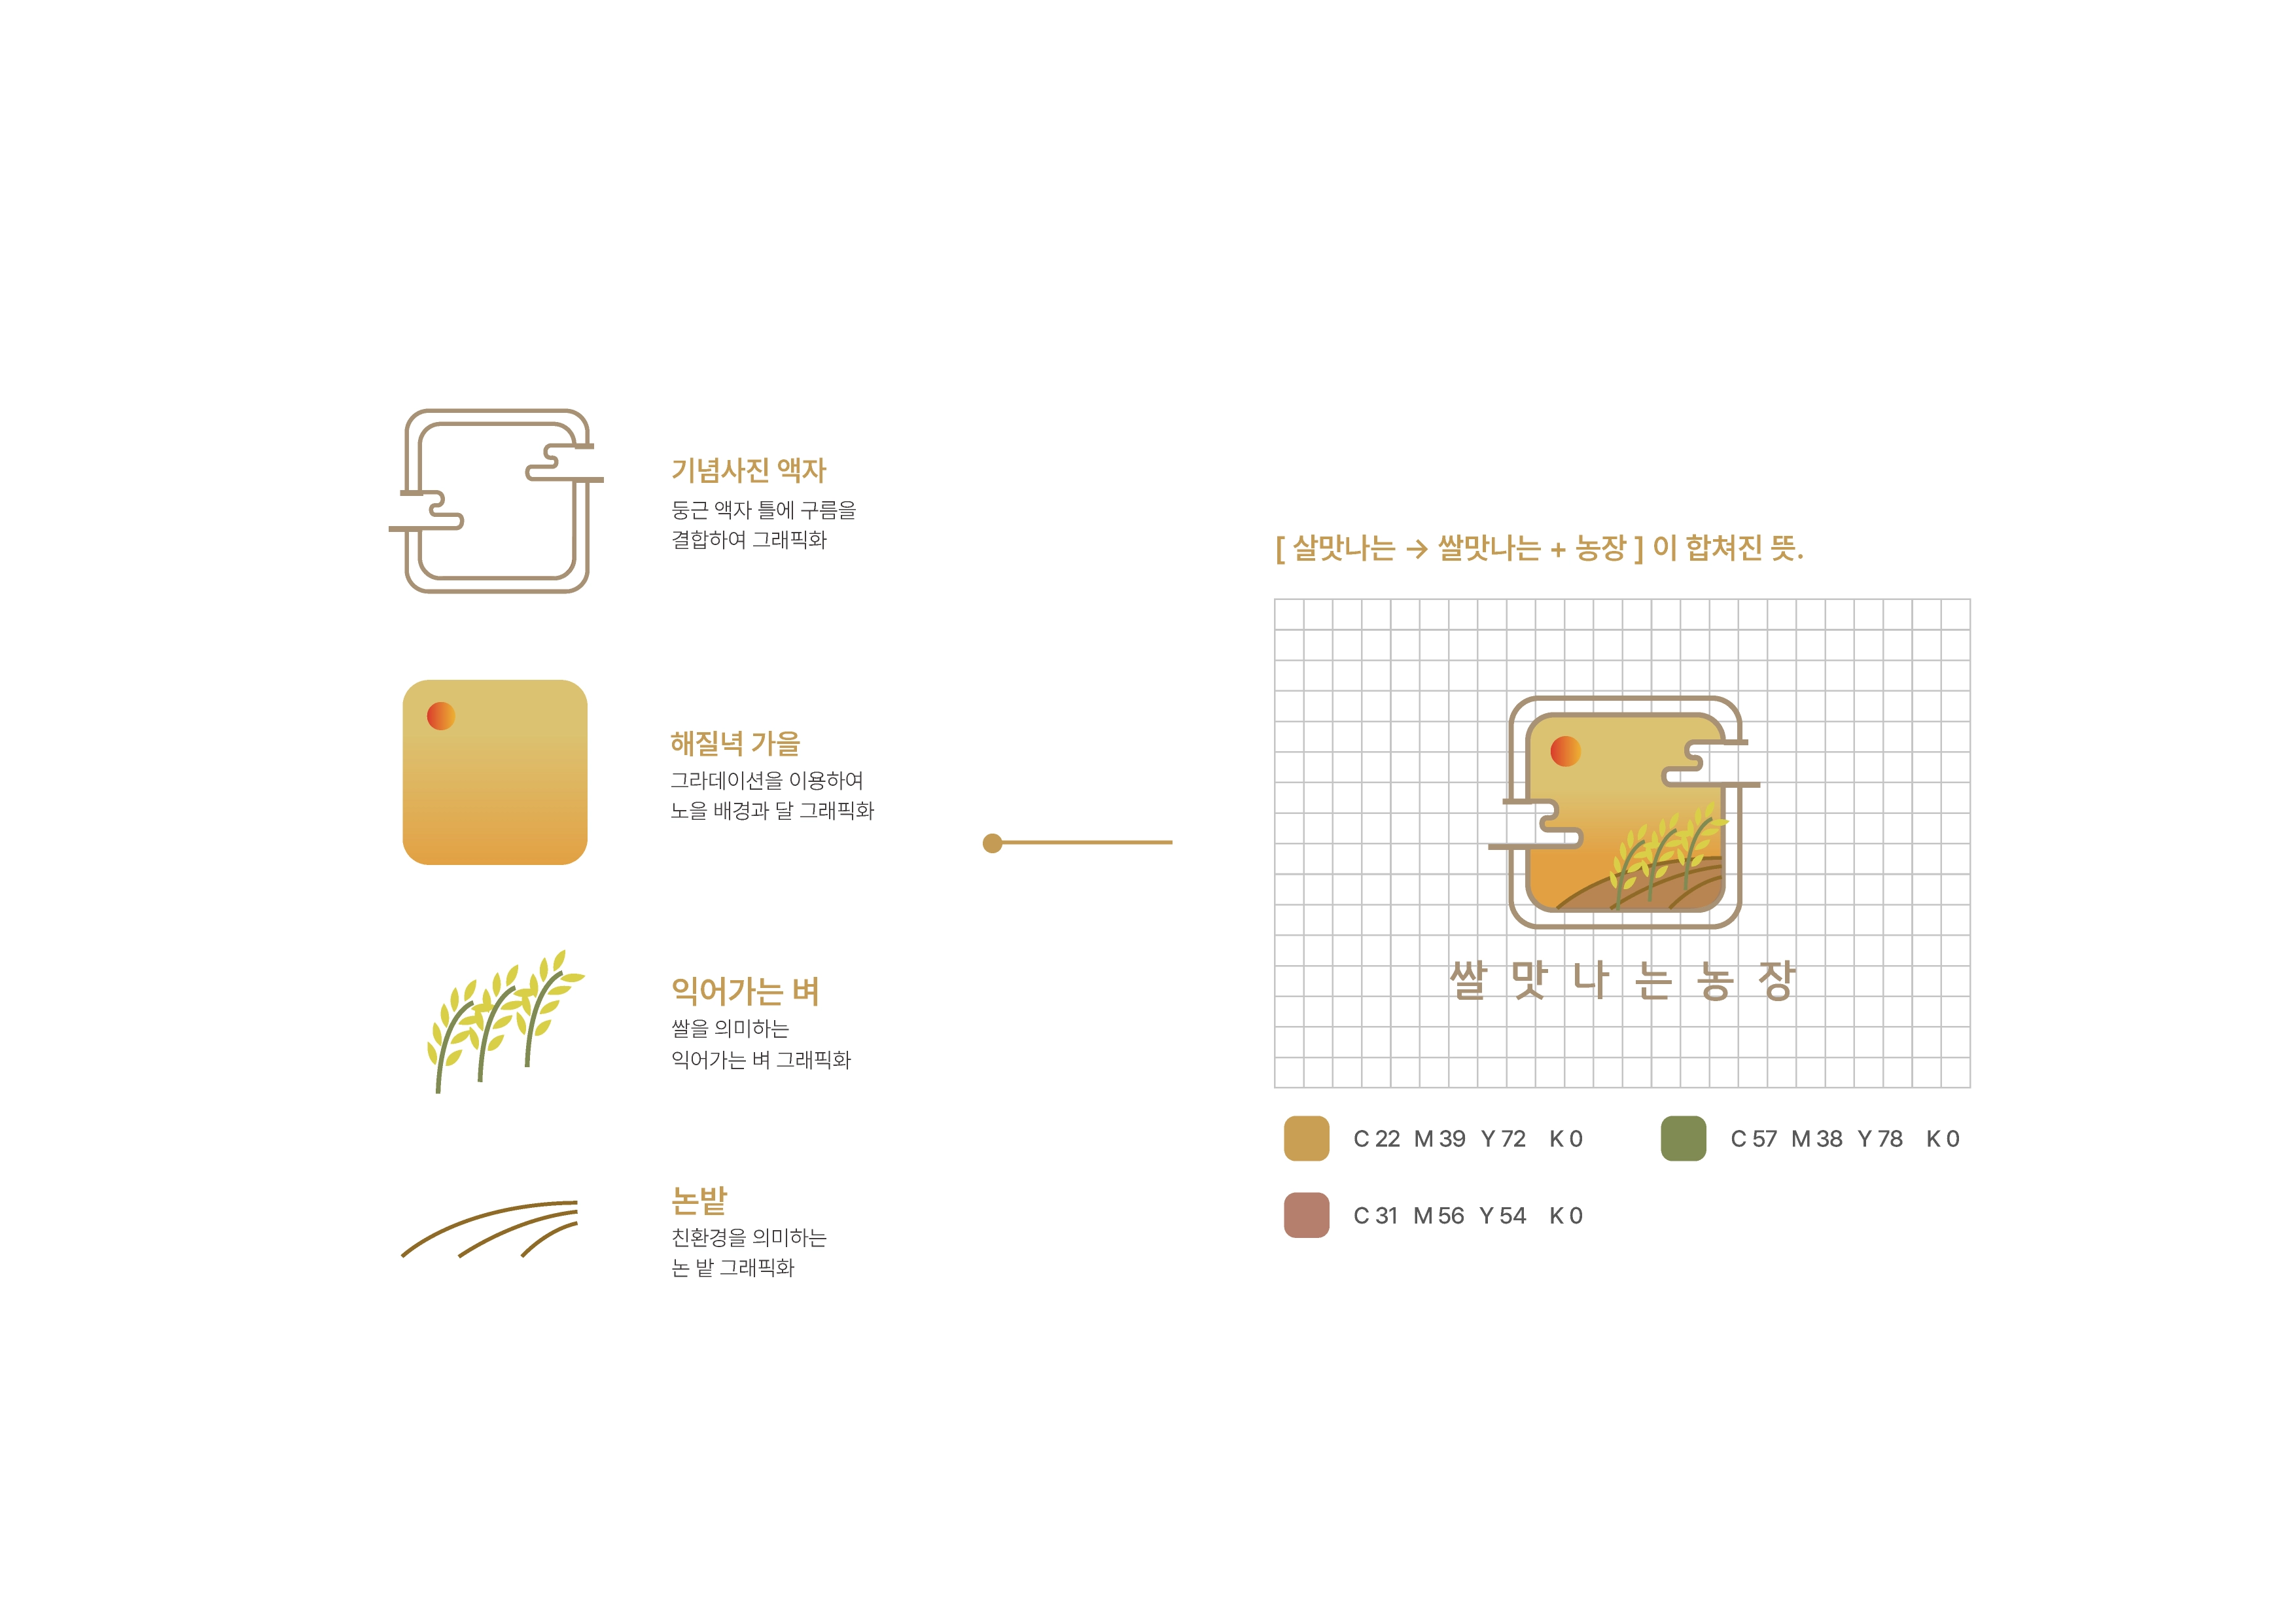 기념사진 액자
둥근 액자 틀에 구름을
결합하여 그래픽화
해질녘 가을
그라데이션을 이용하여
노을 배경과 달 그래픽화
익어가는 벼
쌀을 의미하는
익어가는 벼 그래픽화
논밭
친환경을 의미하는
논 밭 그래픽화
[ 살맛나는 → 쌀맛나는 + 농장 ] 이 합쳐진 뜻.
쌀맛나는농장
C 22 M 39 Y 72 K 0
C 57 M 38 Y 78 K 0
C 31 M 56 Y 54 K 0